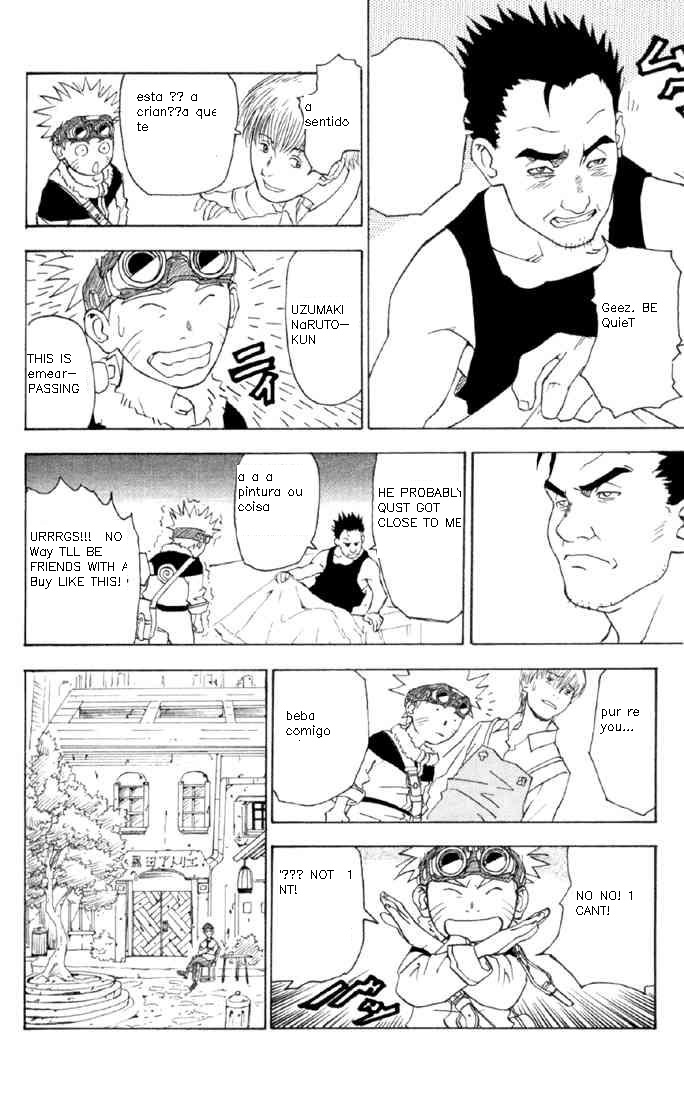 Geez. BE
QuieT
a
sentido
esta ?? a
crian??a que
te
UZUMAKI
NaRUTO—
KUN
THIS IS
emear—
PASSING
HE PROBABLY
QUST GOT
CLOSE TO ME
a a a
pintura ou
coisa
URRRGS!!! NO
Way TLL BE
FRIENDS WITH A
Buy LIKE THIS!
pur re
you...
beba
comigo
NO NO! 1
CANT!
'??? NOT 1
NT!